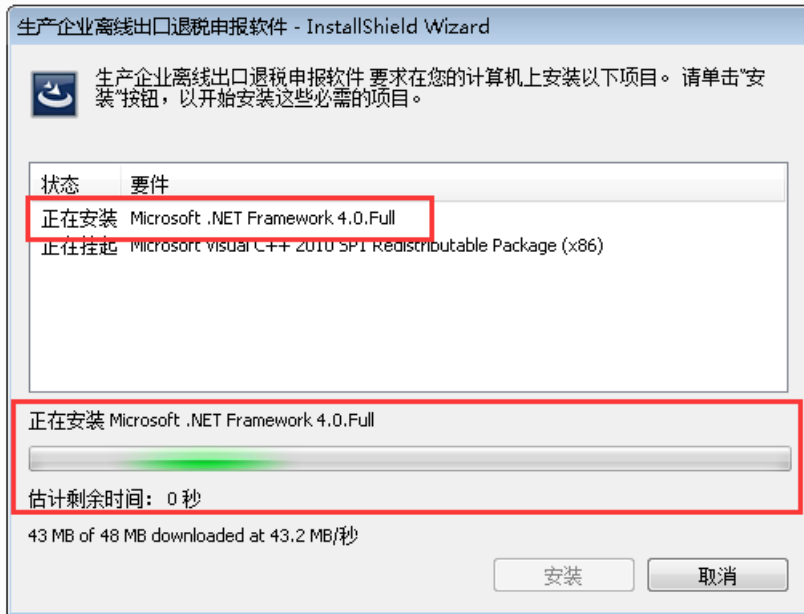 生产企业离线出口退税申报软件 - InstallShield Wizard
生产企业离线出口退税申报软件 要求在您的计算机上安装以下项目。 请单击“安
装”按钮，以开始安装这些必需的项目。
状态 要件
正在安装 Microsoft .NET Framework 4.0.Full
正在挂起 Microsoft Visual C++ 2010 SP1 Redistributable Package (x86)
正在安装 Microsoft .NET Framework 4.0.Full
估计剩余时间： 0 秒
43 MB of 48 MB downloaded at 43.2 MB/秒
安装 取消